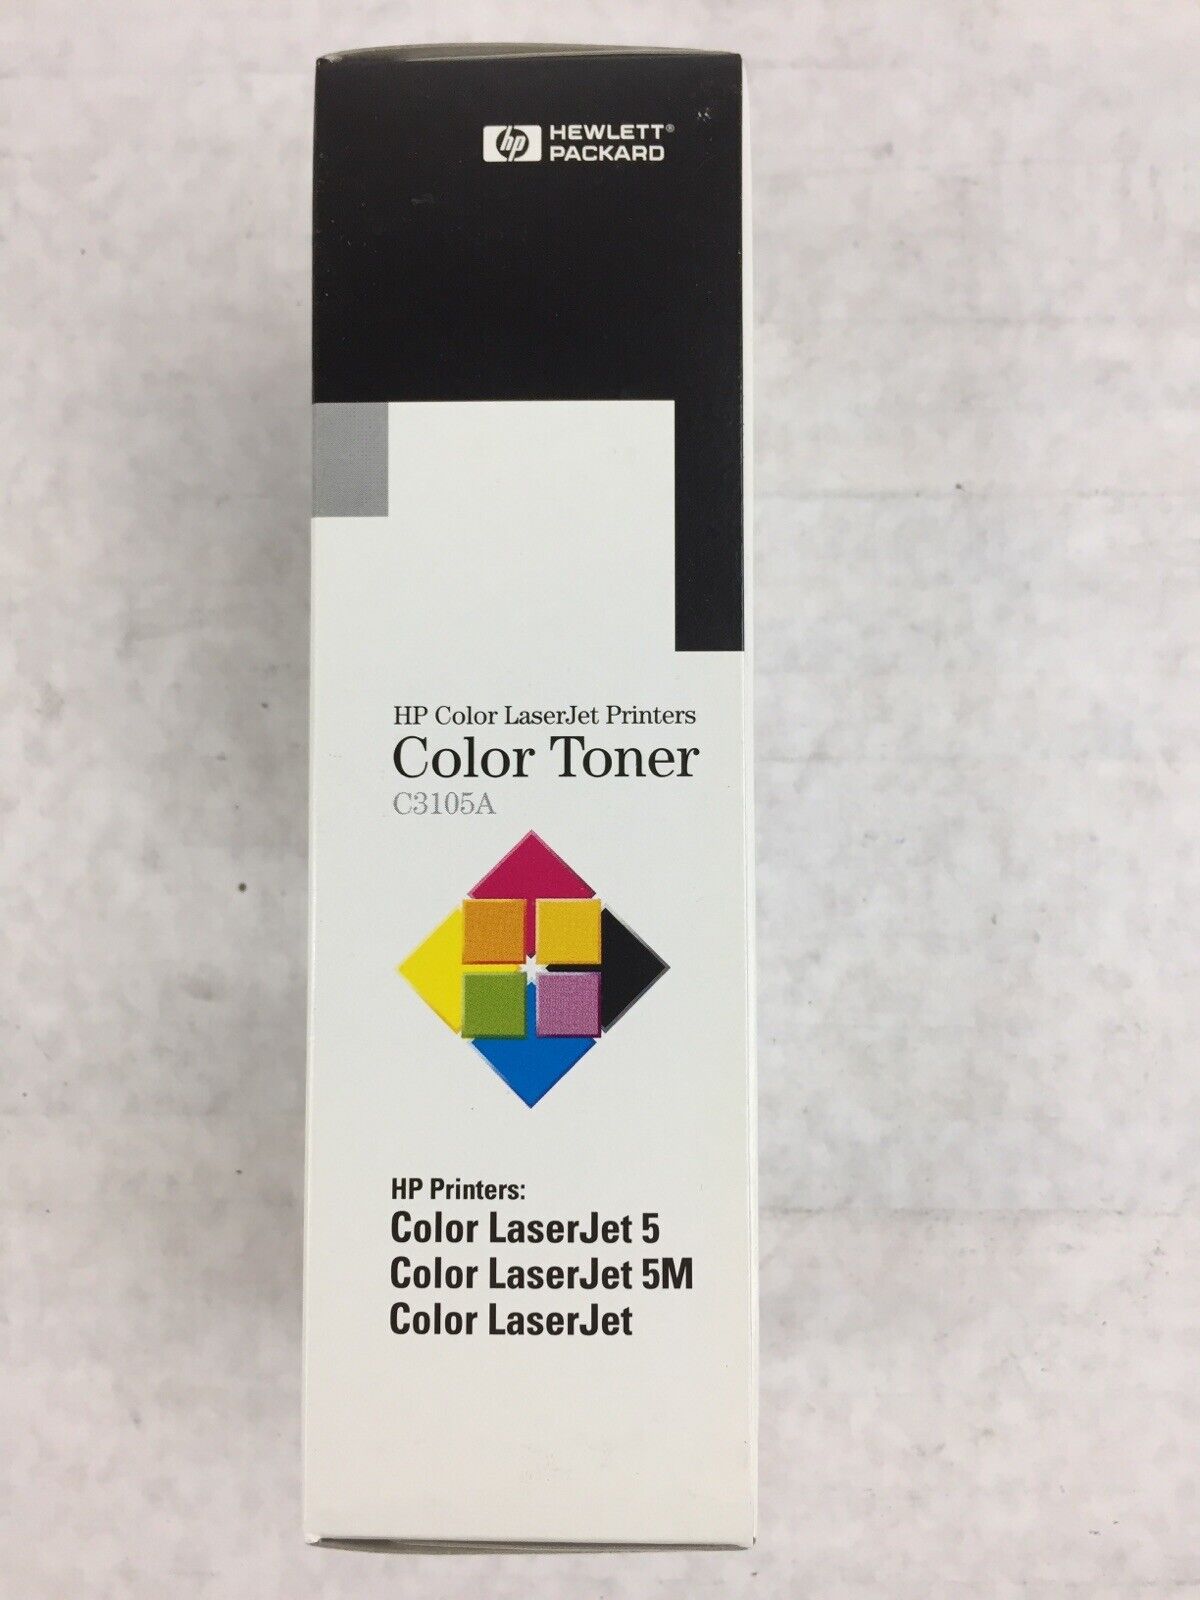 hp HEWLETT®
PACKARD
HP Color LaserJet Printers
Color Toner
C3105A
HP Printers:
Color LaserJet 5
Color LaserJet 5M
Color LaserJet